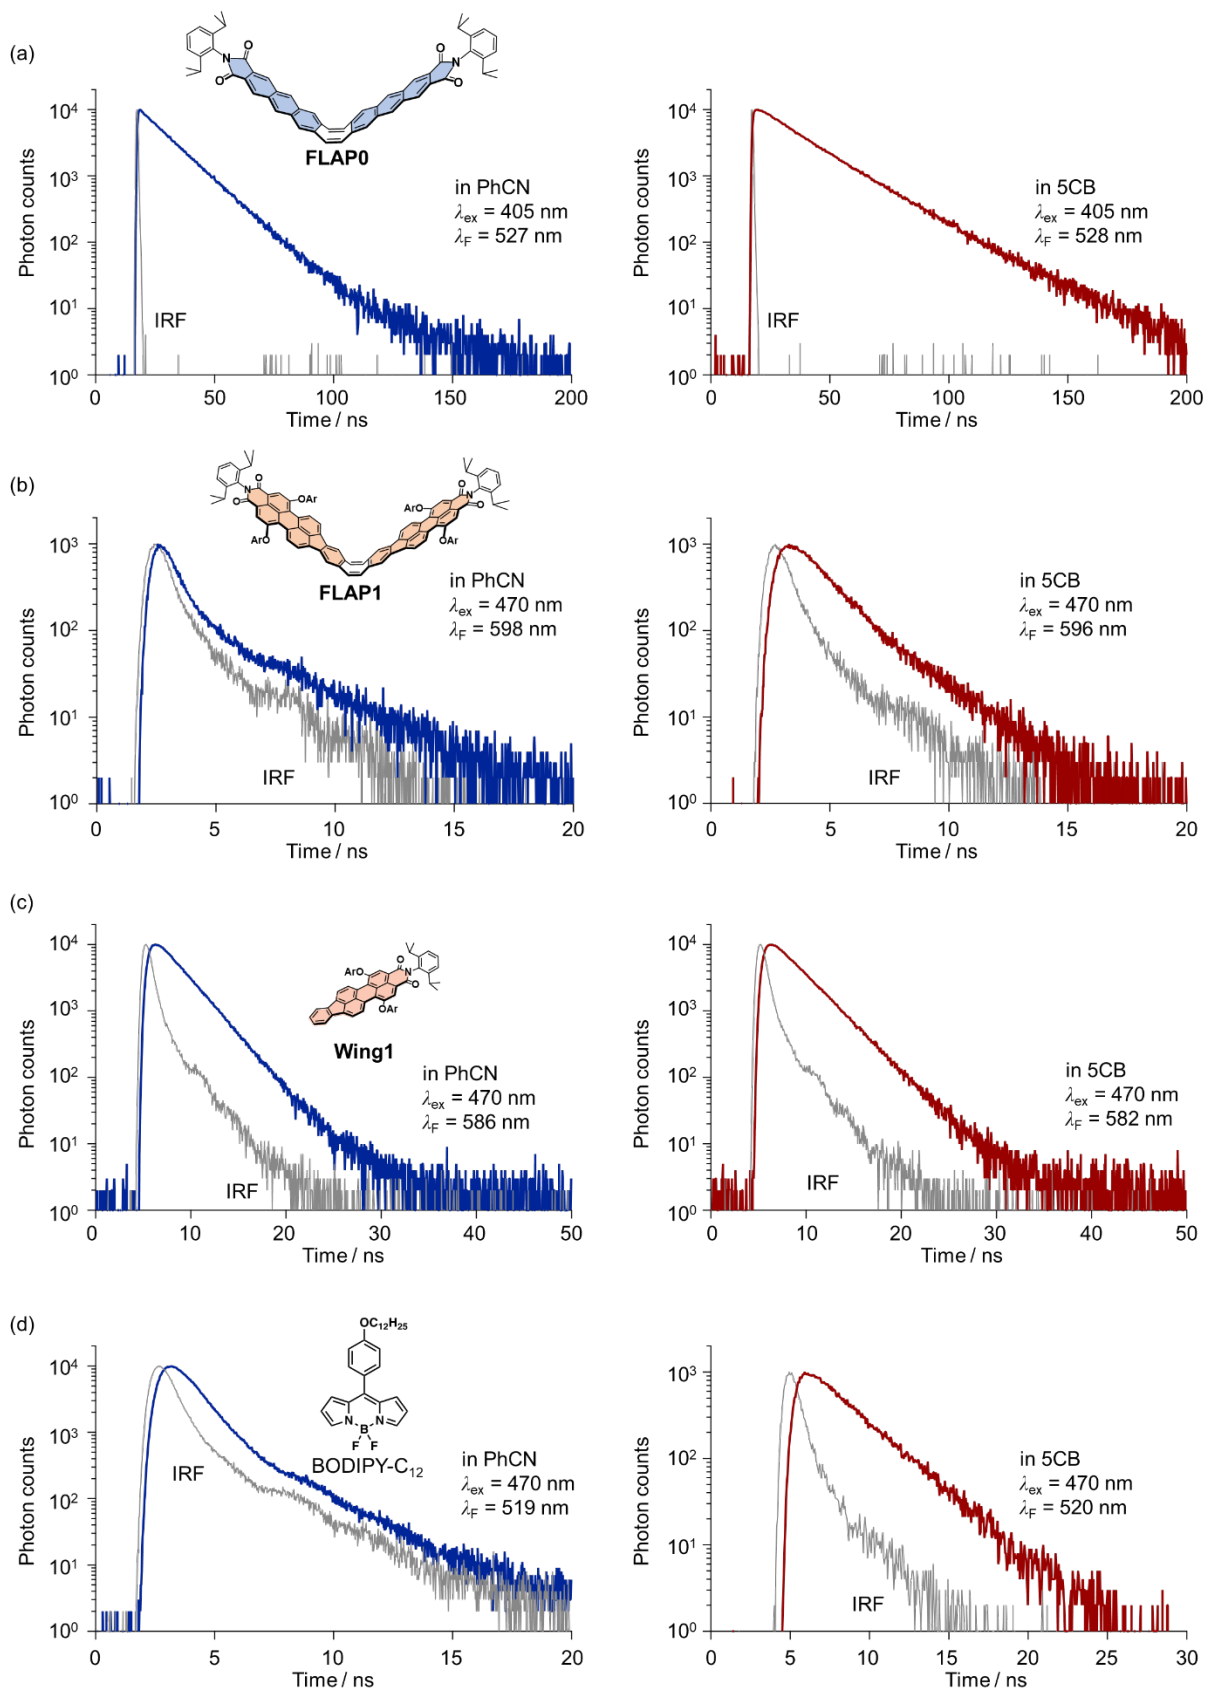 (a)
O
N
O
O
N
O
FLAP0
Photon counts
10⁴
10³
10²
10¹
10⁰
in PhCN
λex = 405 nm
λF = 527 nm
IRF
0 50 100 150 200
Time / ns
Photon counts
10⁴
10³
10²
10¹
10⁰
in 5CB
λex = 405 nm
λF = 528 nm
IRF
0 50 100 150 200
Time / ns
(b)
O
N
O
OAr
ArO
O
N
O
ArO
OAr
FLAP1
Photon counts
10³
10²
10¹
10⁰
in PhCN
λex = 470 nm
λF = 598 nm
IRF
0 5 10 15 20
Time / ns
Photon counts
10³
10²
10¹
10⁰
in 5CB
λex = 470 nm
λF = 596 nm
IRF
0 5 10 15 20
Time / ns
(c)
ArO
O
N
O
OAr
Wing1
Photon counts
10⁴
10³
10²
10¹
10⁰
in PhCN
λex = 470 nm
λF = 586 nm
IRF
0 10 20 30 40 50
Time / ns
Photon counts
10⁴
10³
10²
10¹
10⁰
in 5CB
λex = 470 nm
λF = 582 nm
IRF
0 10 20 30 40 50
Time / ns
(d)
OC₁₂H₂₅
N B N
F F
BODIPY-C₁₂
Photon counts
10⁴
10³
10²
10¹
10⁰
in PhCN
λex = 470 nm
λF = 519 nm
IRF
0 5 10 15 20
Time / ns
Photon counts
10³
10²
10¹
10⁰
in 5CB
λex = 470 nm
λF = 520 nm
IRF
0 5 10 15 20 25 30
Time / ns